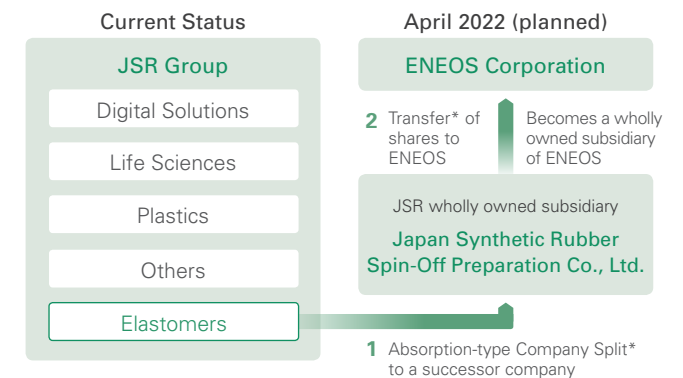 Current Status
JSR Group
Digital Solutions
Life Sciences
Plastics
Others
Elastomers
April 2022 (planned)
ENEOS Corporation
2 Transfer* of
shares to
ENEOS
Becomes a wholly
owned subsidiary
of ENEOS
JSR wholly owned subsidiary
Japan Synthetic Rubber
Spin-Off Preparation Co., Ltd.
1 Absorption-type Company Split*
to a successor company